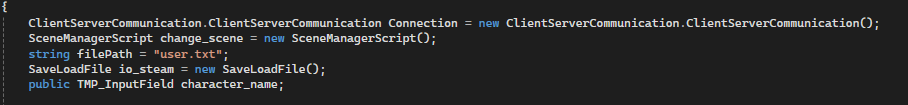 {
ClientServerCommunication.ClientServerCommunication Connection = new ClientServerCommunication.ClientServerCommunication();
SceneManagerScript change_scene = new SceneManagerScript();
string filePath = "user.txt";
SaveLoadFile io_steam = new SaveLoadFile();
public TMP_InputField character_name;